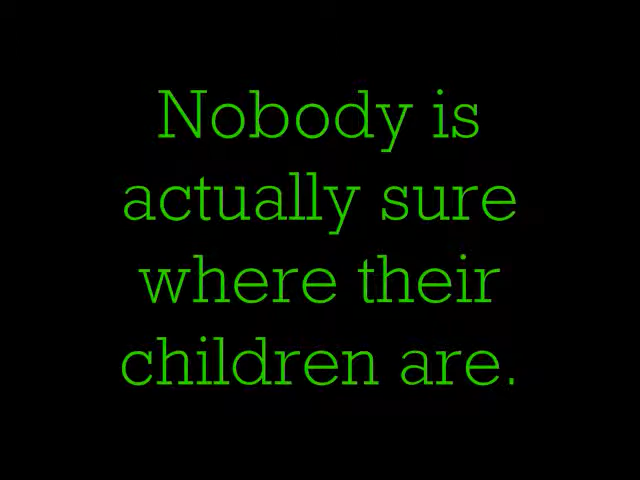 Nobody is
actually sure
where their
children are.